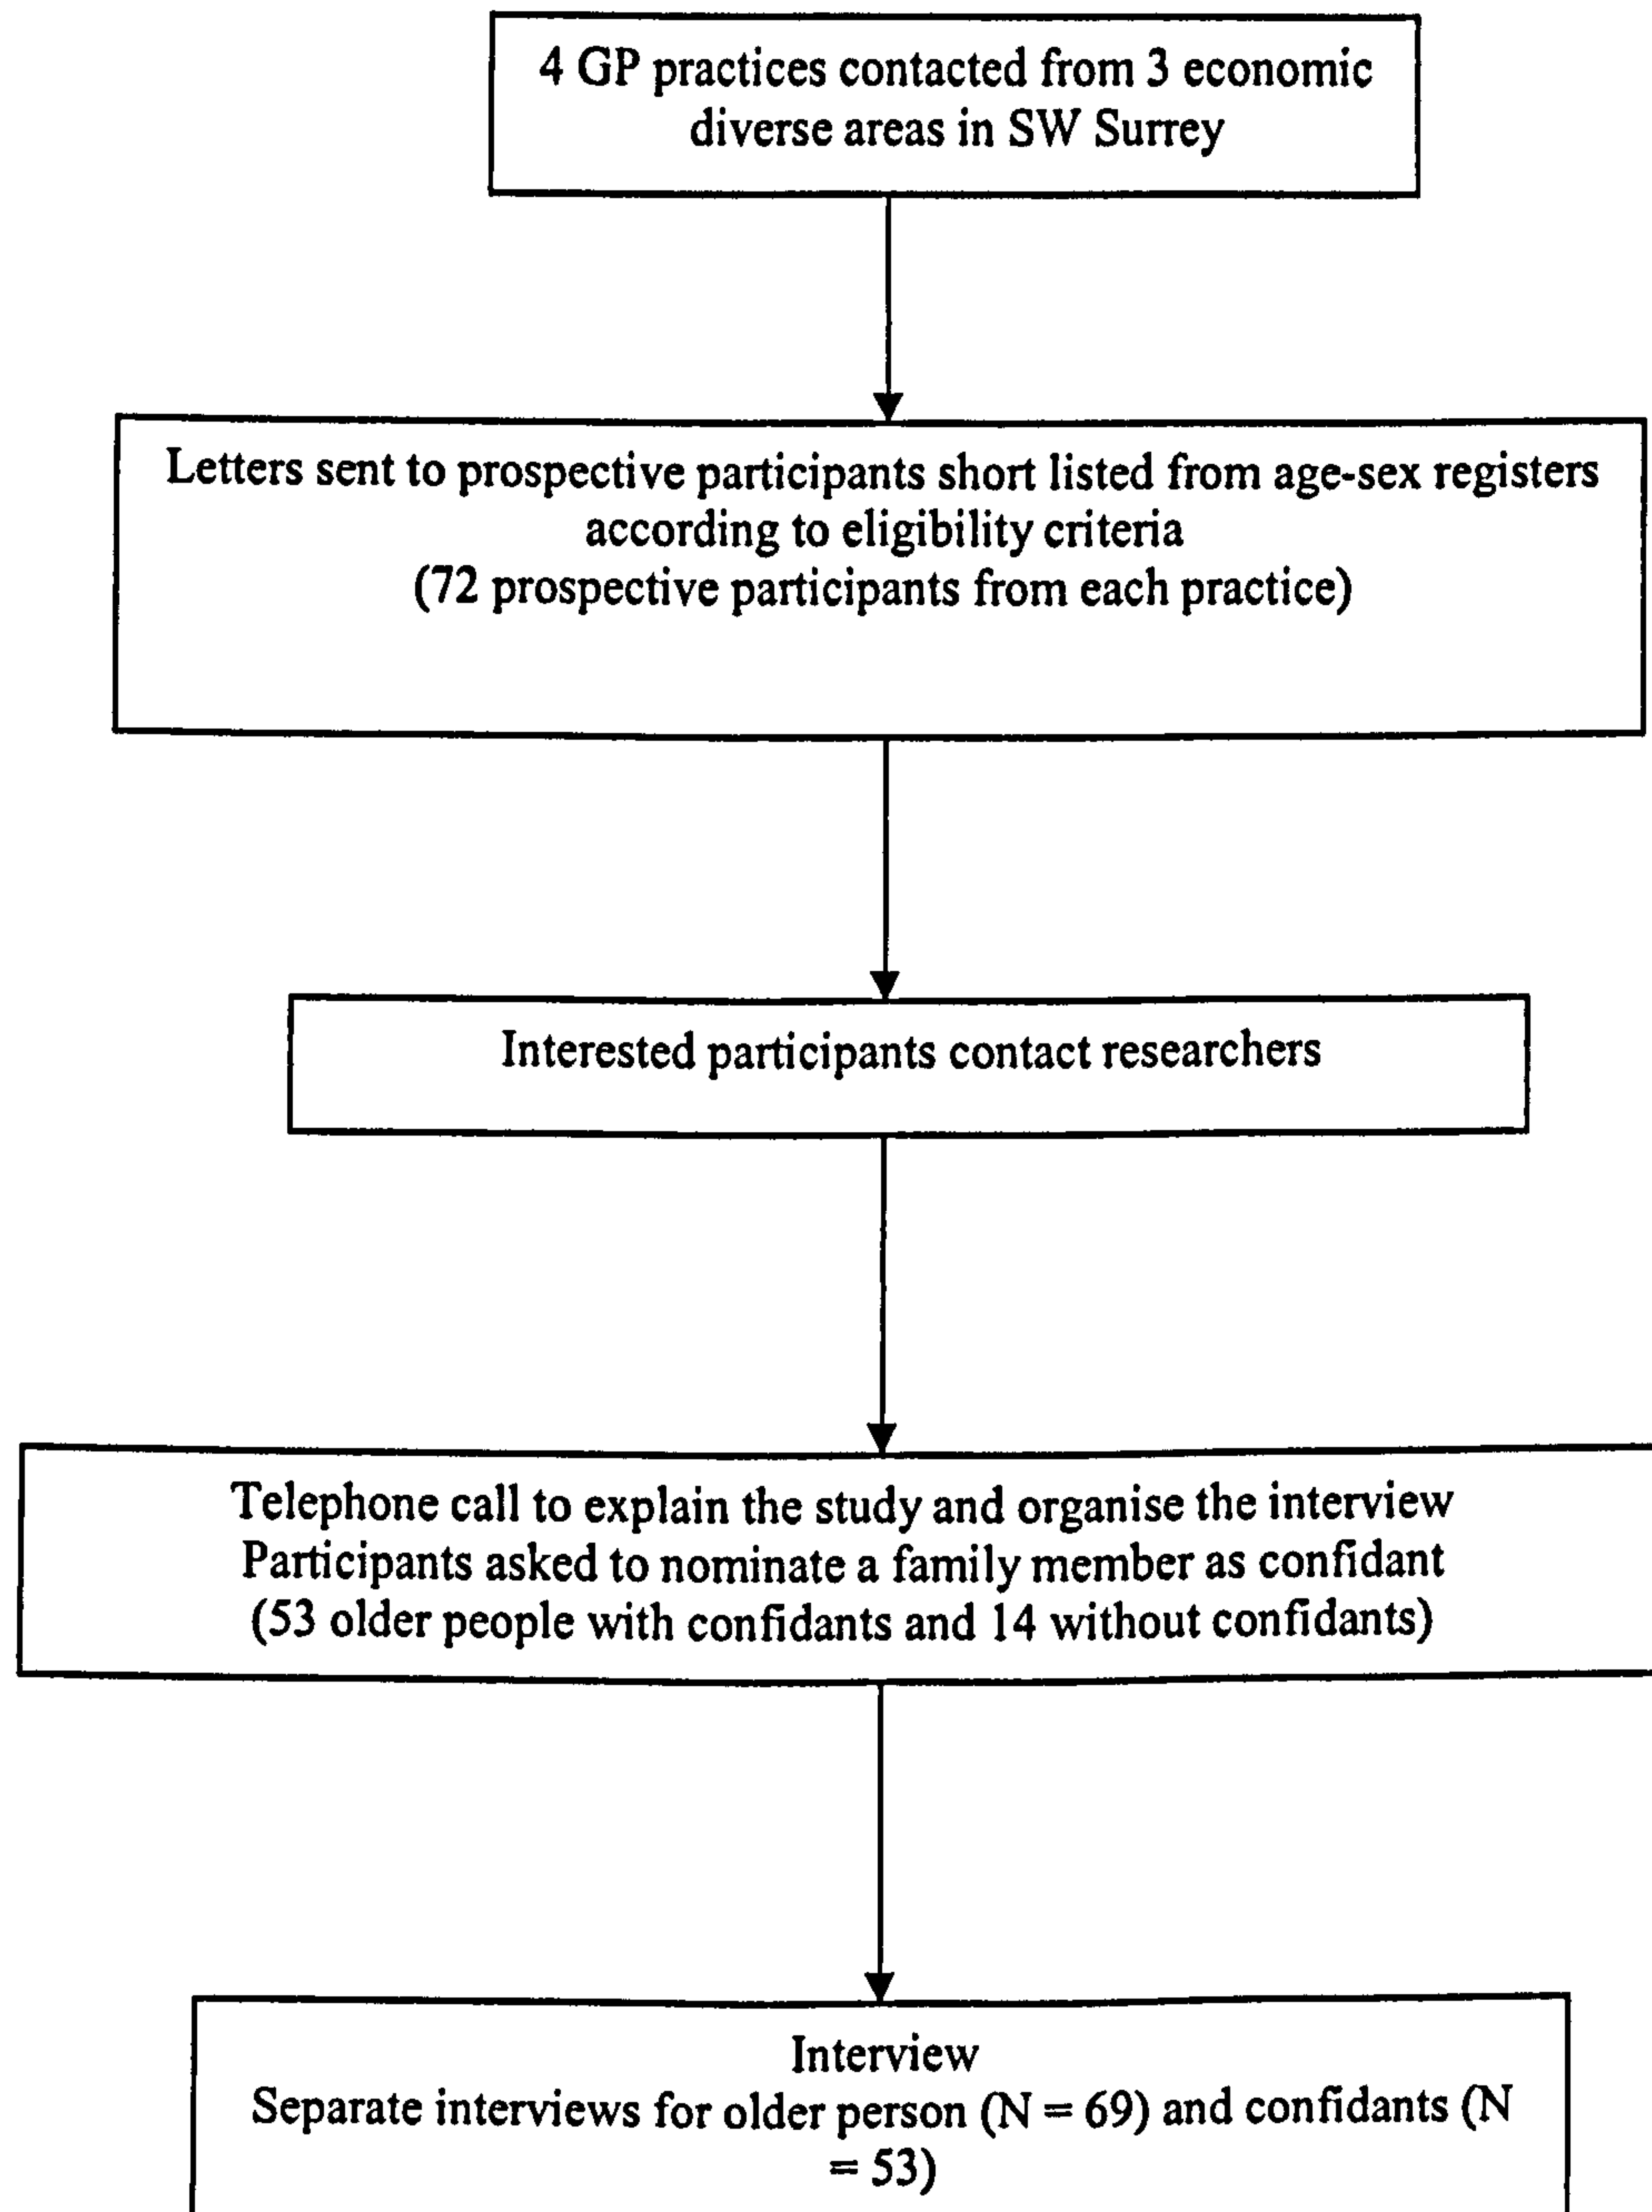 4 GP practices contacted from 3 economic
diverse areas in SW Surrey
Letters sent to prospective participants short listed from age-sex registers
according to eligibility criteria
(72 prospective participants from each practice)
Interested participants contact researchers
Telephone call to explain the study and organise the interview
Participants asked to nominate a family member as confidant
(53 older people with confidants and 14 without confidants)
Interview
Separate interviews for older person (N = 69) and confidants (N
= 53)